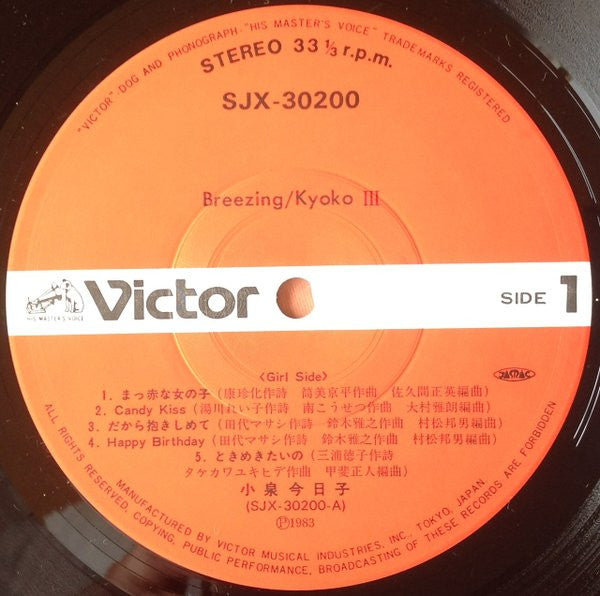 "VICTOR"-DOG AND PHONOGRAPH-"HIS MASTER'S VOICE" TRADEMARKS REGISTERED
STEREO 33 1/3 r.p.m.
SJX-30200
Breezing/Kyoko III
HIS MASTER'S VOICE
Victor
SIDE 1
〈Girl Side〉
JASRAC
1. まっ赤な女の子(康珍化作詩 筒美京平作曲 佐久間正英編曲)
2. Candy Kiss(湯川れい子作詩 南こうせつ作曲 大村雅朗編曲)
3. だから抱きしめて(田代マサシ作詩 鈴木雅之作曲 村松邦男編曲)
4. Happy Birthday(田代マサシ作詩 鈴木雅之作曲 村松邦男編曲)
5. ときめきたいの(三浦徳子作詩
タケカワユキヒデ作曲 甲斐正人編曲)
小泉今日子
(SJX-30200-A)
Ⓟ1983
ALL RIGHTS RESERVED. COPYING, PUBLIC PERFORMANCE, BROADCASTING OF THESE RECORDS ARE FORBIDDEN
MANUFACTURED BY VICTOR MUSICAL INDUSTRIES, INC., TOKYO, JAPAN.